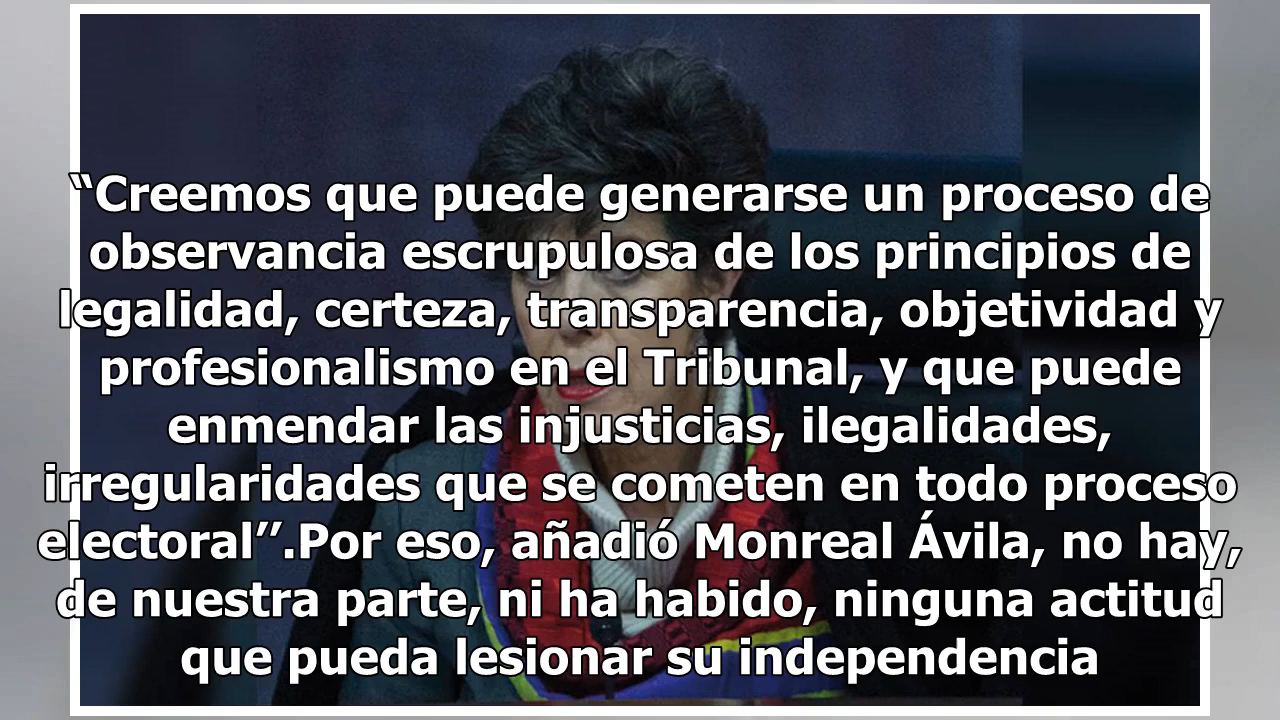 “Creemos que puede generarse un proceso de
observancia escrupulosa de los principios de
legalidad, certeza, transparencia, objetividad y
profesionalismo en el Tribunal, y que puede
enmendar las injusticias, ilegalidades,
irregularidades que se cometen en todo proceso
electoral’’.Por eso, añadió Monreal Ávila, no hay,
de nuestra parte, ni ha habido, ninguna actitud
que pueda lesionar su independencia